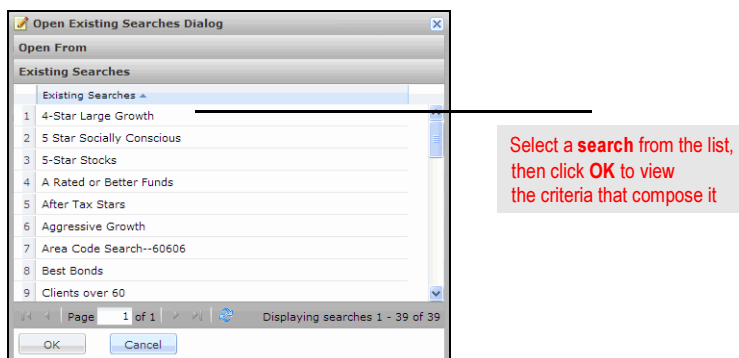 Open Existing Searches Dialog
Open From
Existing Searches
Existing Searches
1 4-Star Large Growth
2 5 Star Socially Conscious
3 5-Star Stocks
4 A Rated or Better Funds
5 After Tax Stars
6 Aggressive Growth
7 Area Code Search--60606
8 Best Bonds
9 Clients over 60
Page 1 of 1 Displaying searches 1 - 39 of 39
OK Cancel
Select a search from the list,
then click OK to view
the criteria that compose it